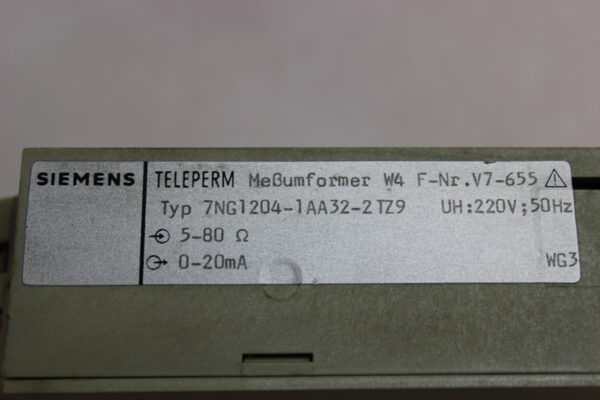 SIEMENS TELEPERM Meßumformer W4 F-Nr.V7-655
Typ 7NG1204-1AA32-2TZ9 UH:220V;50Hz
5-80 Ω
0-20mA WG3